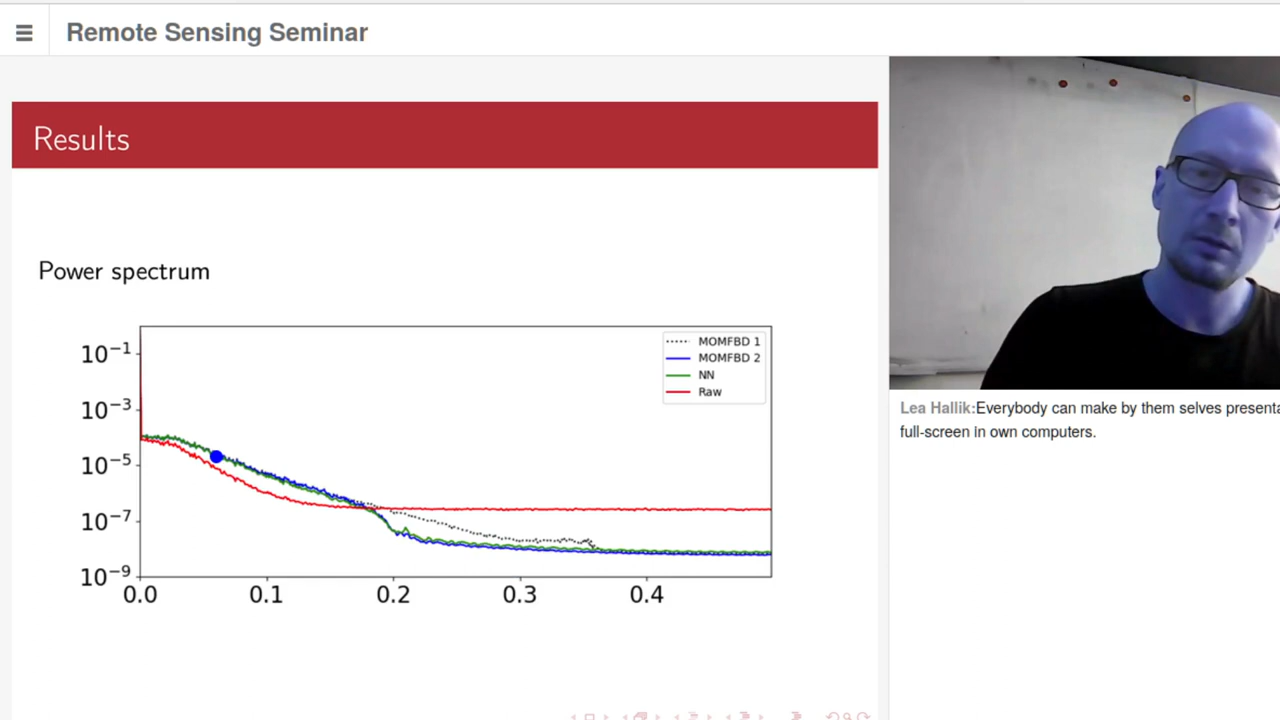 Remote Sensing Seminar
Results
Power spectrum
MOMFBD 1
MOMFBD 2
NN
Raw
10⁻¹
10⁻³
10⁻⁵
10⁻⁷
10⁻⁹
0.0 0.1 0.2 0.3 0.4
Lea Hallik:Everybody can make by them selves presenta
full-screen in own computers.